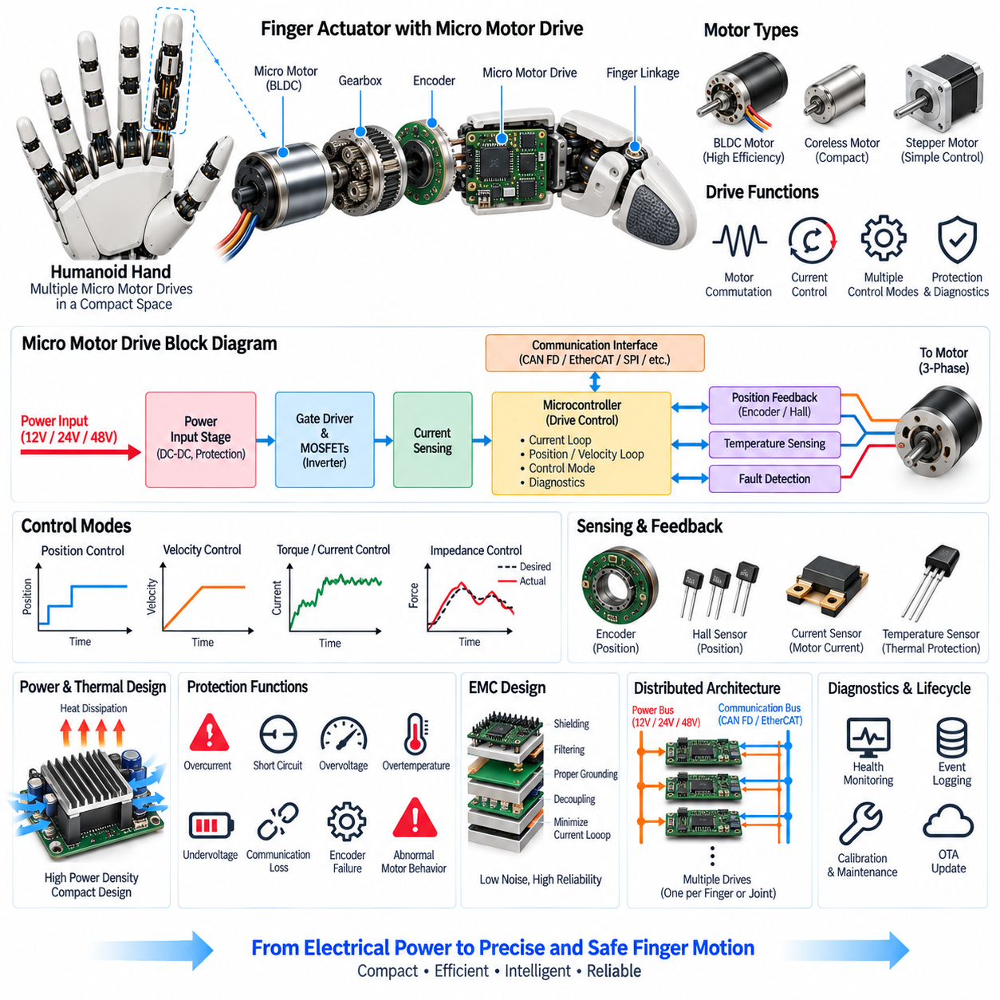 Finger Actuator with Micro Motor Drive
Micro Motor
(BLDC)
Gearbox
Encoder
Micro Motor Drive
Finger Linkage
Humanoid Hand
Multiple Micro Motor Drives
in a Compact Space
Motor Types
BLDC Motor
(High Efficiency)
Coreless Motor
(Compact)
Stepper Motor
(Simple Control)
Drive Functions
Motor
Commutation
Current
Control
Multiple
Control Modes
Protection
& Diagnostics
Micro Motor Drive Block Diagram
Power Input
(12V / 24V / 48V)
Power
Input Stage
(DC-DC, Protection)
Gate Driver
&
MOSFETs
(Inverter)
Current
Sensing
Communication Interface
(CAN FD / EtherCAT / SPI / etc.)
Microcontroller
(Drive Control)
• Current Loop
• Position / Velocity Loop
• Control Mode
• Diagnostics
Position Feedback
(Encoder / Hall)
Temperature Sensing
Fault Detection
To Motor
(3-Phase)
Control Modes
Position Control
Position
Time
Velocity Control
Velocity
Time
Torque / Current Control
Current
Time
Impedance Control
Desired
Actual
Force
Time
Sensing & Feedback
Encoder
(Position)
Hall Sensor
(Position)
Current Sensor
(Motor Current)
Temperature Sensor
(Thermal Protection)
Power & Thermal Design
Heat Dissipation
High Power Density
Compact Design
Protection Functions
Overcurrent
Short Circuit
Overvoltage
Overtemperature
Undervoltage
Communication
Loss
Encoder
Failure
Abnormal
Motor Behavior
EMC Design
Shielding
Filtering
Proper Grounding
Decoupling
Minimize
Current Looop
Low Noise, High Reliability
Distributed Architecture
Power Bus
(12V / 24V / 48V)
Communication Bus
(CAN FD / EtherCAT)
Multiple Drives
(One per Finger or Joint)
Diagnostics & Lifecycle
Health
Monitoring
Event
Logging
Calibration
& Maintenance
OTA
Update
From Electrical Power to Precise and Safe Finger Motion
Compact • Efficient • Intelligent • Reliable